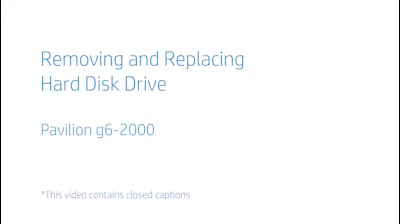 Removing and Replacing
Hard Disk Drive
Pavilion g6-2000
*This video contains closed captions